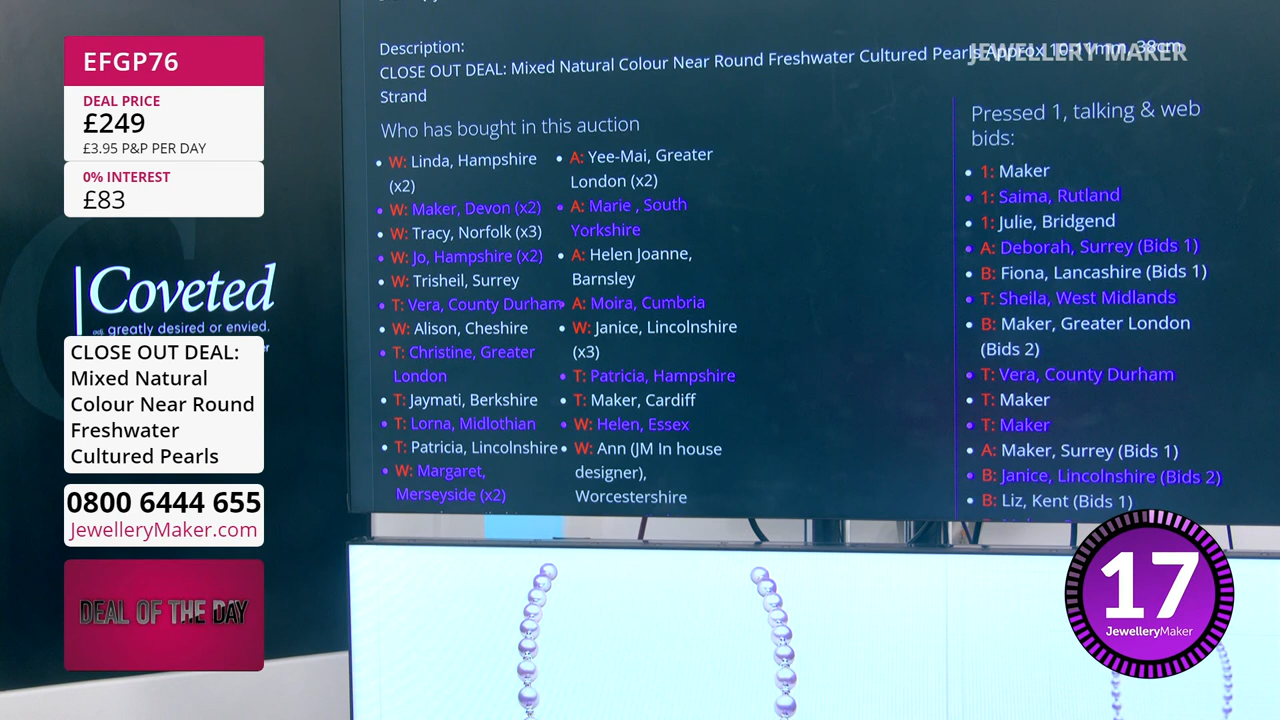 EFGP76
DEAL PRICE
£249
£3.95 P&P PER DAY
0% INTEREST
£83
Coveted
greatly desired or envied.
CLOSE OUT DEAL:
Mixed Natural
Colour Near Round
Freshwater
Cultured Pearls
0800 6444 655
JewelleryMaker.com
DEAL OF THE DAY
JEWELLERY MAKER
Description:
CLOSE OUT DEAL: Mixed Natural Colour Near Round Freshwater Cultured Pearls Approx 10-11mm, 38cm
Strand
Who has bought in this auction
W: Linda, Hampshire
(x2)
W: Maker, Devon (x2)
W: Tracy, Norfolk (x3)
W: Jo, Hampshire (x2)
W: Trisheil, Surrey
T: Vera, County Durham
W: Alison, Cheshire
T: Christine, Greater
London
T: Jaymati, Berkshire
T: Lorna, Midlothian
T: Patricia, Lincolnshire
W: Margaret,
Merseyside (x2)
A: Yee-Mai, Greater
London (x2)
A: Marie , South
Yorkshire
A: Helen Joanne,
Barnsley
A: Moira, Cumbria
W: Janice, Lincolnshire
(x3)
T: Patricia, Hampshire
T: Maker, Cardiff
W: Helen, Essex
W: Ann (JM In house
designer),
Worcestershire
Pressed 1, talking & web
bids:
1: Maker
1: Saima, Rutland
1: Julie, Bridgend
A: Deborah, Surrey (Bids 1)
B: Fiona, Lancashire (Bids 1)
T: Sheila, West Midlands
B: Maker, Greater London
(Bids 2)
T: Vera, County Durham
T: Maker
T: Maker
A: Maker, Surrey (Bids 1)
B: Janice, Lincolnshire (Bids 2)
B: Liz, Kent (Bids 1)
17
JewelleryMaker